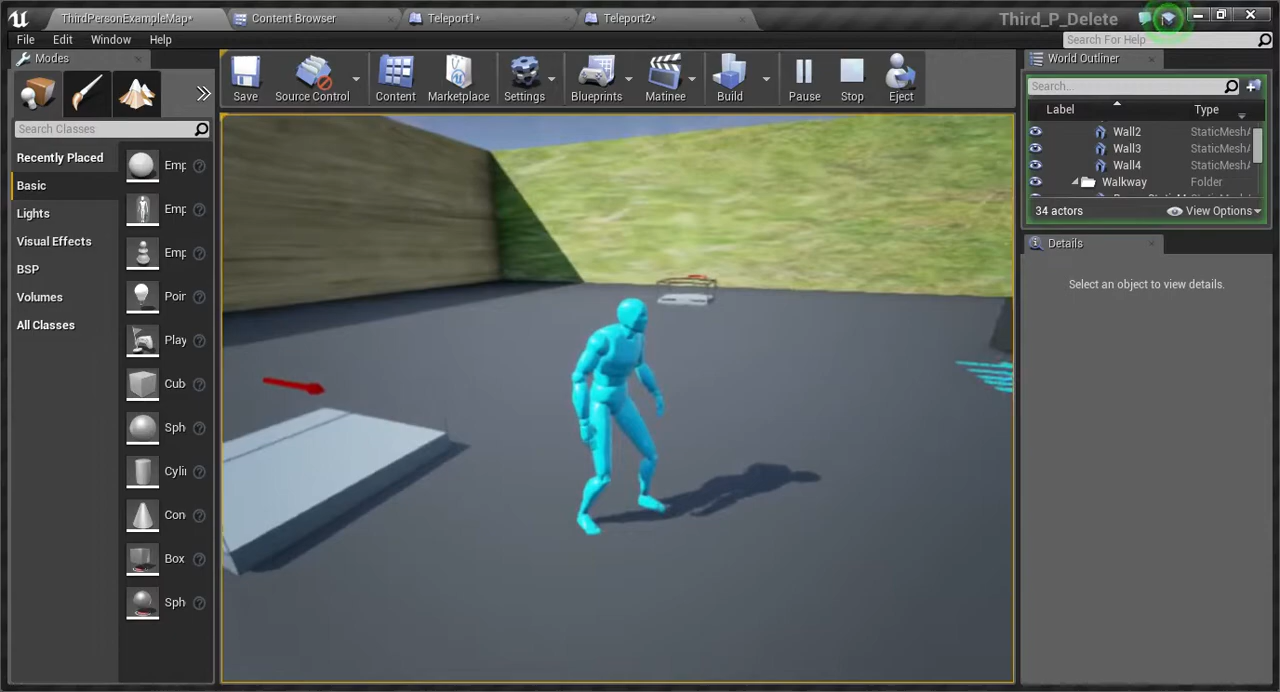 ThirdPersonExampleMap*
Content Browser
Teleport1*
Teleport2*
Third_P_Delete
File
Edit
Window
Help
Search For Help
Modes
Save
Source Control
Content
Marketplace
Settings
Blueprints
Matinee
Build
Pause
Stop
Eject
World Outliner
Search...
Label
Type
Wall2
StaticMeshA
Wall3
StaticMeshA
Wall4
StaticMeshA
Walkway
Folder
34 actors
View Options
Details
Select an object to view details.
Search Classes
Recently Placed
Basic
Lights
Visual Effects
BSP
Volumes
All Classes
Emp
Emp
Emp
Poin
Play
Cub
Sph
Cylin
Con
Box
Sph